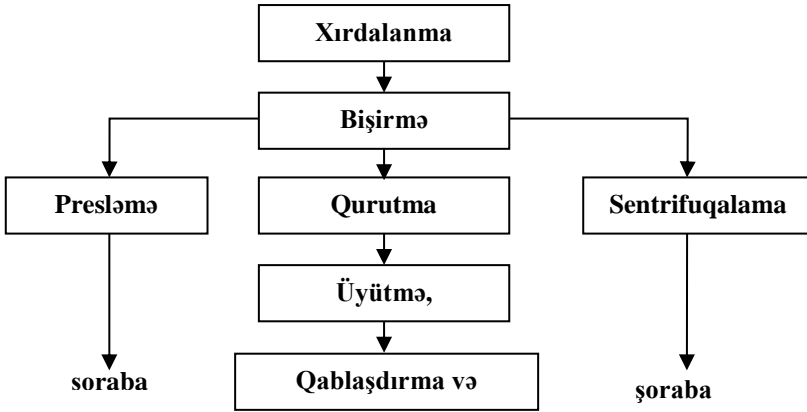 Xırdalanma
Bişirmə
Presləmə
Qurutma
Sentrifuqalama
Üyütmə,
soraba
Qablaşdırma və
şoraba